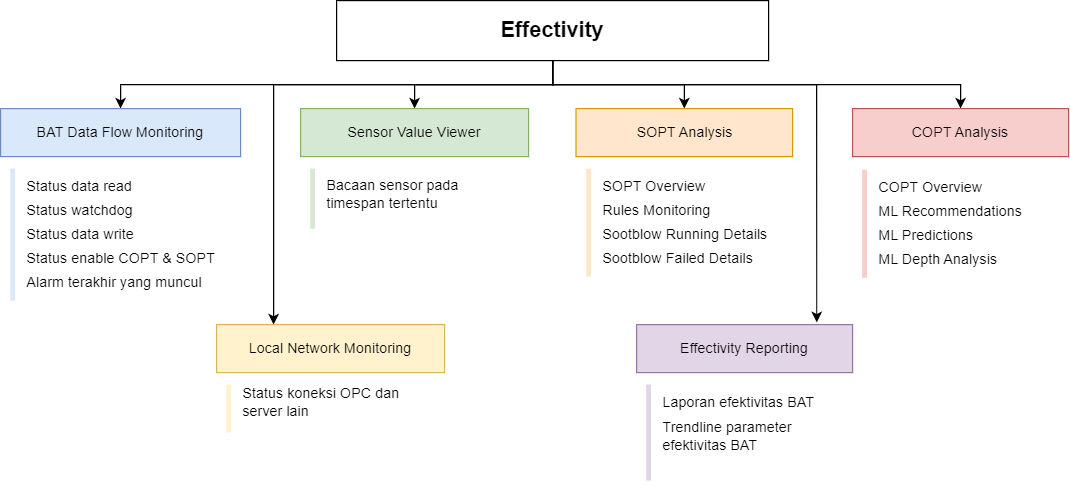 Effectivity
BAT Data Flow Monitoring
Status data read
Status watchdog
Status data write
Status enable COPT & SOPT
Alarm terakhir yang muncul
Sensor Value Viewer
Bacaan sensor pada
timespan tertentu
SOPT Analysis
SOPT Overview
Rules Monitoring
Sootblow Running Details
Sootblow Failed Details
COPT Analysis
COPT Overview
ML Recommendations
ML Predictions
ML Depth Analysis
Local Network Monitoring
Status koneksi OPC dan
server lain
Effectivity Reporting
Laporan efektivitas BAT
Trendline parameter
efektivitas BAT